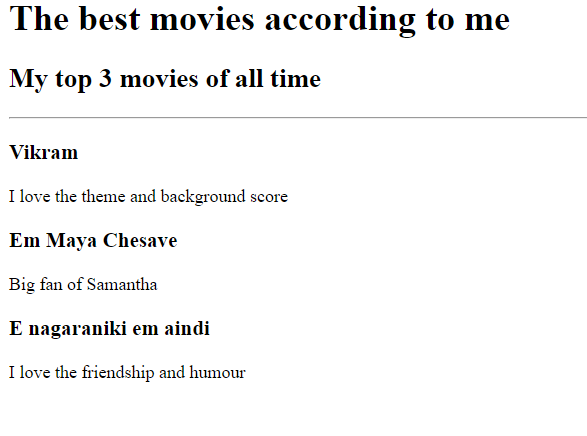 The best movies according to me
My top 3 movies of all time
Vikram
I love the theme and background score
Em Maya Chesave
Big fan of Samantha
E nagaraniki em aindi
I love the friendship and humour